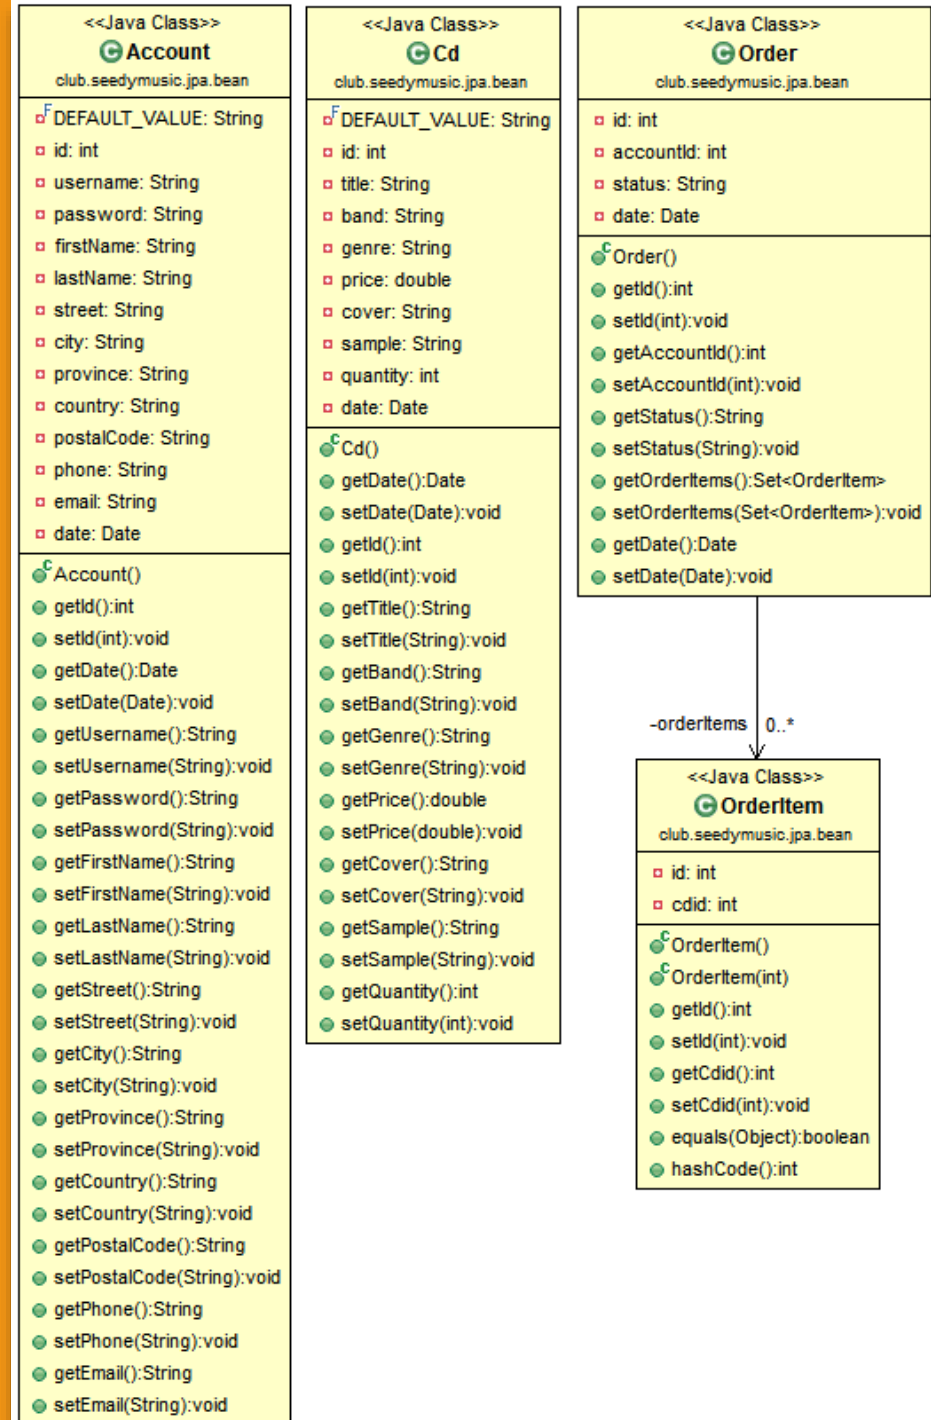 <<Java Class>>
Account
club.seedymusic.jpa.bean
DEFAULT_VALUE: String
id: int
username: String
password: String
firstName: String
lastName: String
street: String
city: String
province: String
country: String
postalCode: String
phone: String
email: String
date: Date
Account()
getId():int
setId(int):void
getDate():Date
setDate(Date):void
getUsername():String
setUsername(String):void
getPassword():String
setPassword(String):void
getFirstName():String
setFirstName(String):void
getLastName():String
setLastName(String):void
getStreet():String
setStreet(String):void
getCity():String
setCity(String):void
getProvince():String
setProvince(String):void
getCountry():String
setCountry(String):void
getPostalCode():String
setPostalCode(String):void
getPhone():String
setPhone(String):void
getEmail():String
setEmail(String):void
<<Java Class>>
Cd
club.seedymusic.jpa.bean
DEFAULT_VALUE: String
id: int
title: String
band: String
genre: String
price: double
cover: String
sample: String
quantity: int
date: Date
Cd()
getDate():Date
setDate(Date):void
getId():int
setId(int):void
getTitle():String
setTitle(String):void
getBand():String
setBand(String):void
getGenre():String
setGenre(String):void
getPrice():double
setPrice(double):void
getCover():String
setCover(String):void
getSample():String
setSample(String):void
getQuantity():int
setQuantity(int):void
<<Java Class>>
Order
club.seedymusic.jpa.bean
id: int
accountId: int
status: String
date: Date
Order()
getId():int
setId(int):void
getAccountId():int
setAccountId(int):void
getStatus():String
setStatus(String):void
getOrderItems():Set<OrderItem>
setOrderItems(Set<OrderItem>):void
getDate():Date
setDate(Date):void
-orderItems 0..*
<<Java Class>>
OrderItem
club.seedymusic.jpa.bean
id: int
cdid: int
OrderItem()
OrderItem(int)
getId():int
setId(int):void
getCdid():int
setCdid(int):void
equals(Object):boolean
hashCode():int